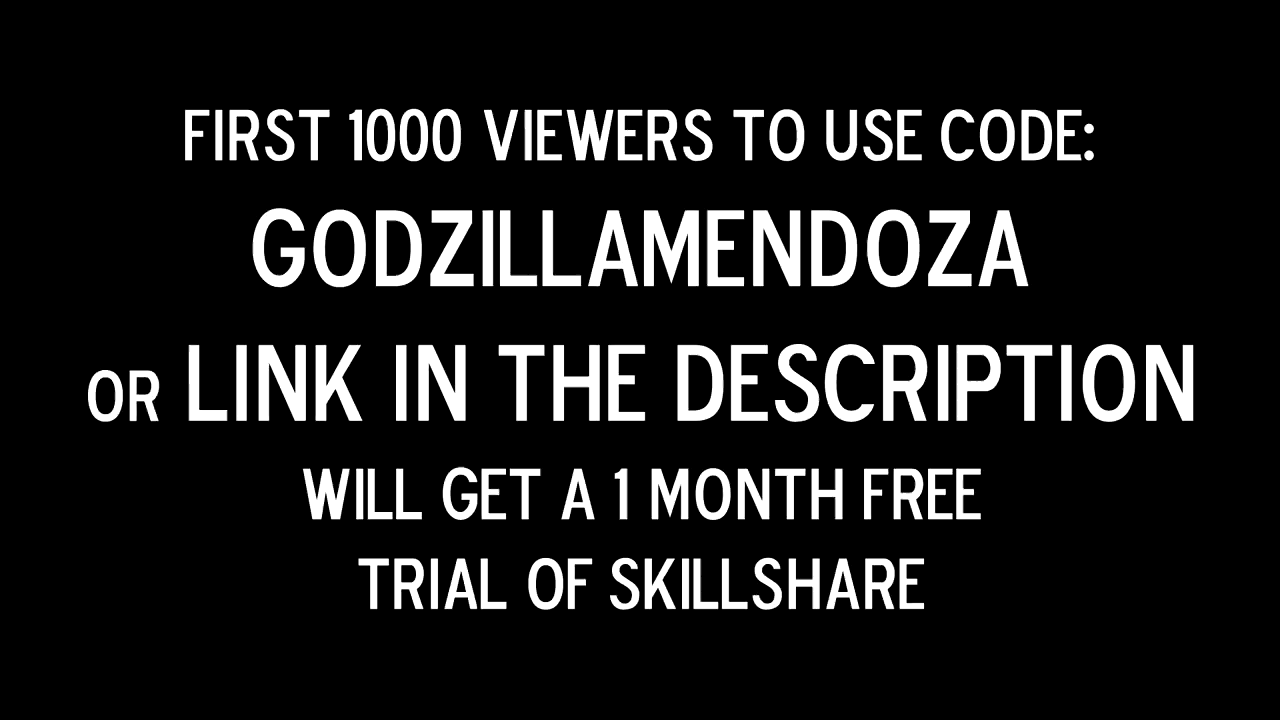 FIRST 1000 VIEWERS TO USE CODE:
GODZILLAMENDOZA
OR LINK IN THE DESCRIPTION
WILL GET A 1 MONTH FREE
TRIAL OF SKILLSHARE